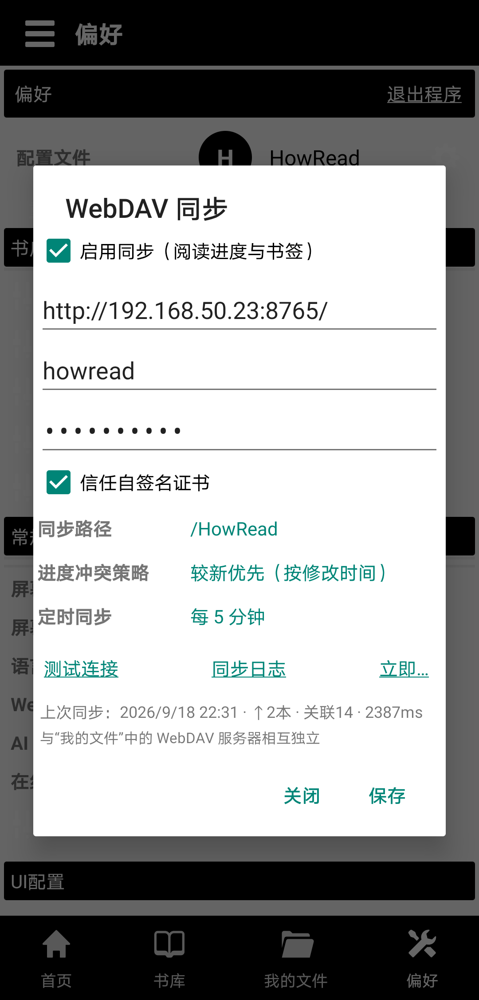 偏好
偏好 退出程序
配置文件 H HowRead
WebDAV 同步
启用同步（阅读进度与书签）
http://192.168.50.23:8765/
howread
••••••••••
信任自签名证书
同步路径 /HowRead
进度冲突策略 较新优先（按修改时间）
定时同步 每 5 分钟
测试连接 同步日志 立即...
上次同步：2026/9/18 22:31 · ↑2本 · 关联14 · 2387ms
与“我的文件”中的 WebDAV 服务器相互独立
关闭 保存
书
常
屏
屏
语
We
AI
在
UI配置
首页 书库 我的文件 偏好